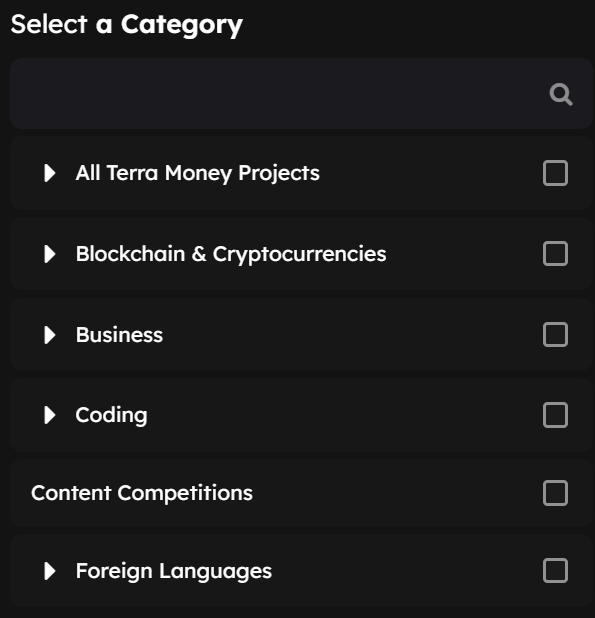 Select a Category
All Terra Money Projects
Blockchain & Cryptocurrencies
Business
Coding
Content Competitions
Foreign Languages